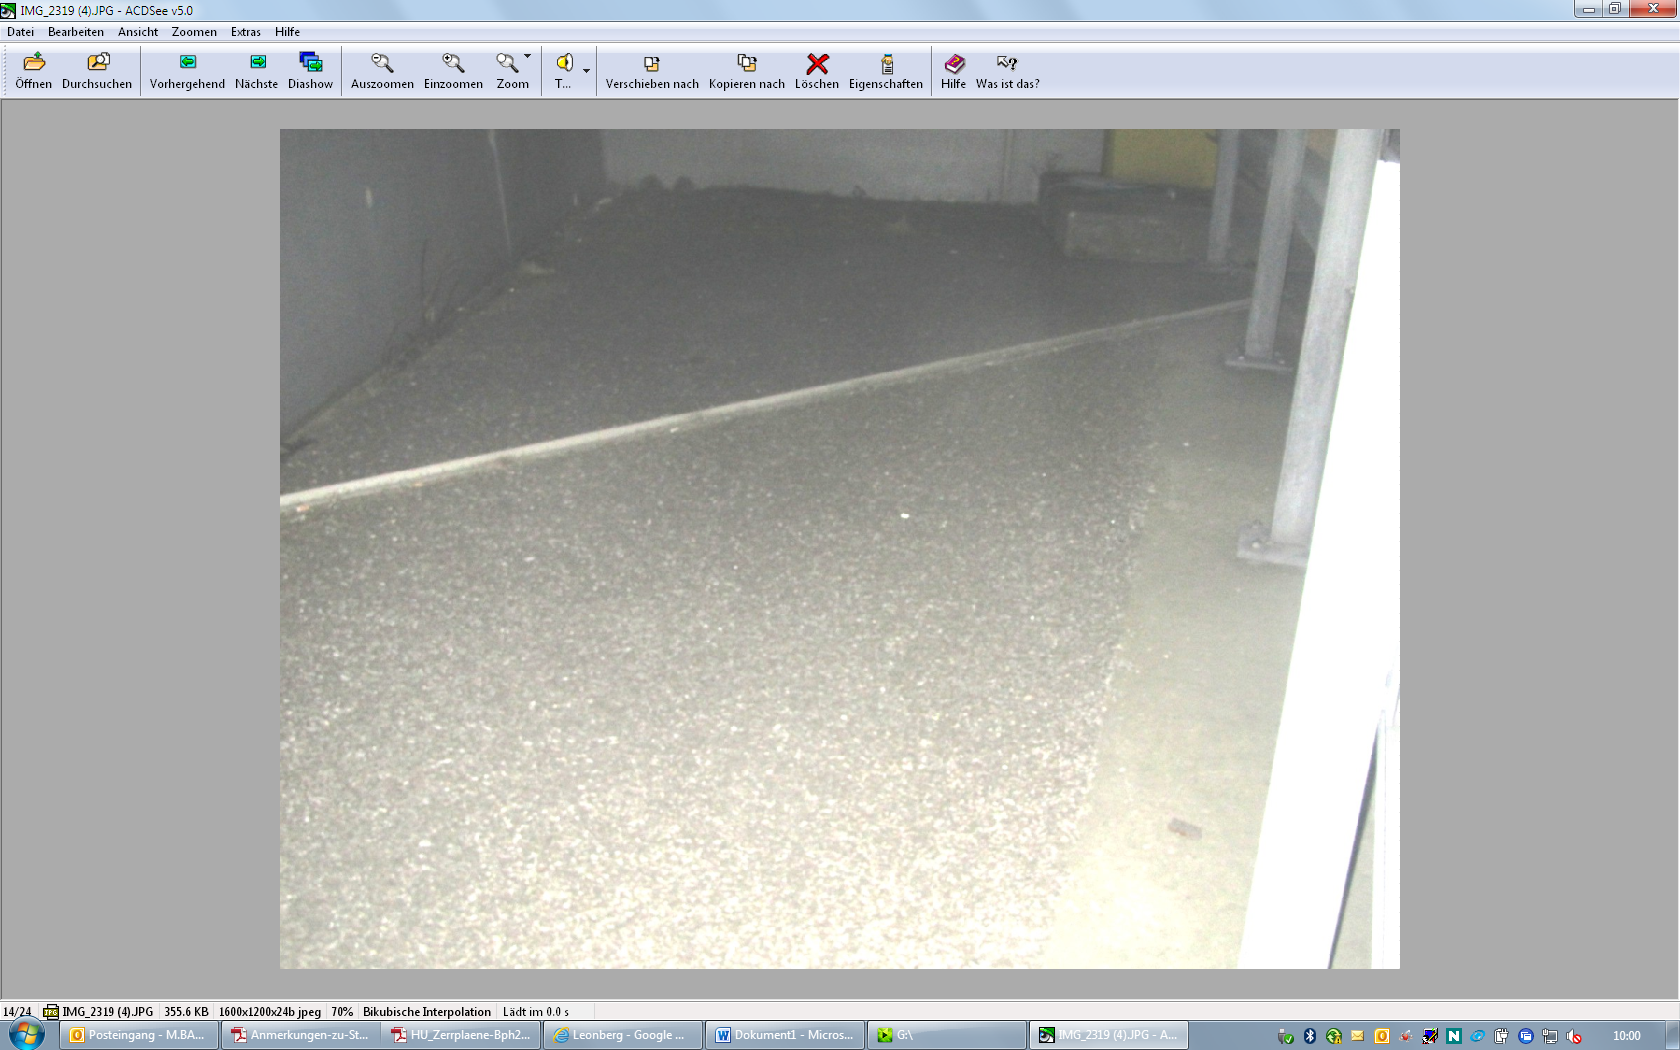 IMG_2319 (4).JPG - ACDSee v5.0
Datei Bearbeiten Ansicht Zoomen Extras Hilfe
Öffnen Durchsuchen Vorhergehend Nächste Diashow Auszoomen Einzoomen Zoom T... Verschieben nach Kopieren nach Löschen Eigenschaften Hilfe Was ist das?
14/24 IMG_2319 (4).JPG 355.6 KB 1600x1200x24b jpeg 70% Bikubische Interpolation Lädt im 0.0 s
Posteingang - M.BA... Anmerkungen-zu-St... HU_Zerrplaene-Bph2... Leonberg - Google ... Dokument1 - Micros... G:\ IMG_2319 (4).JPG - A... 10:00